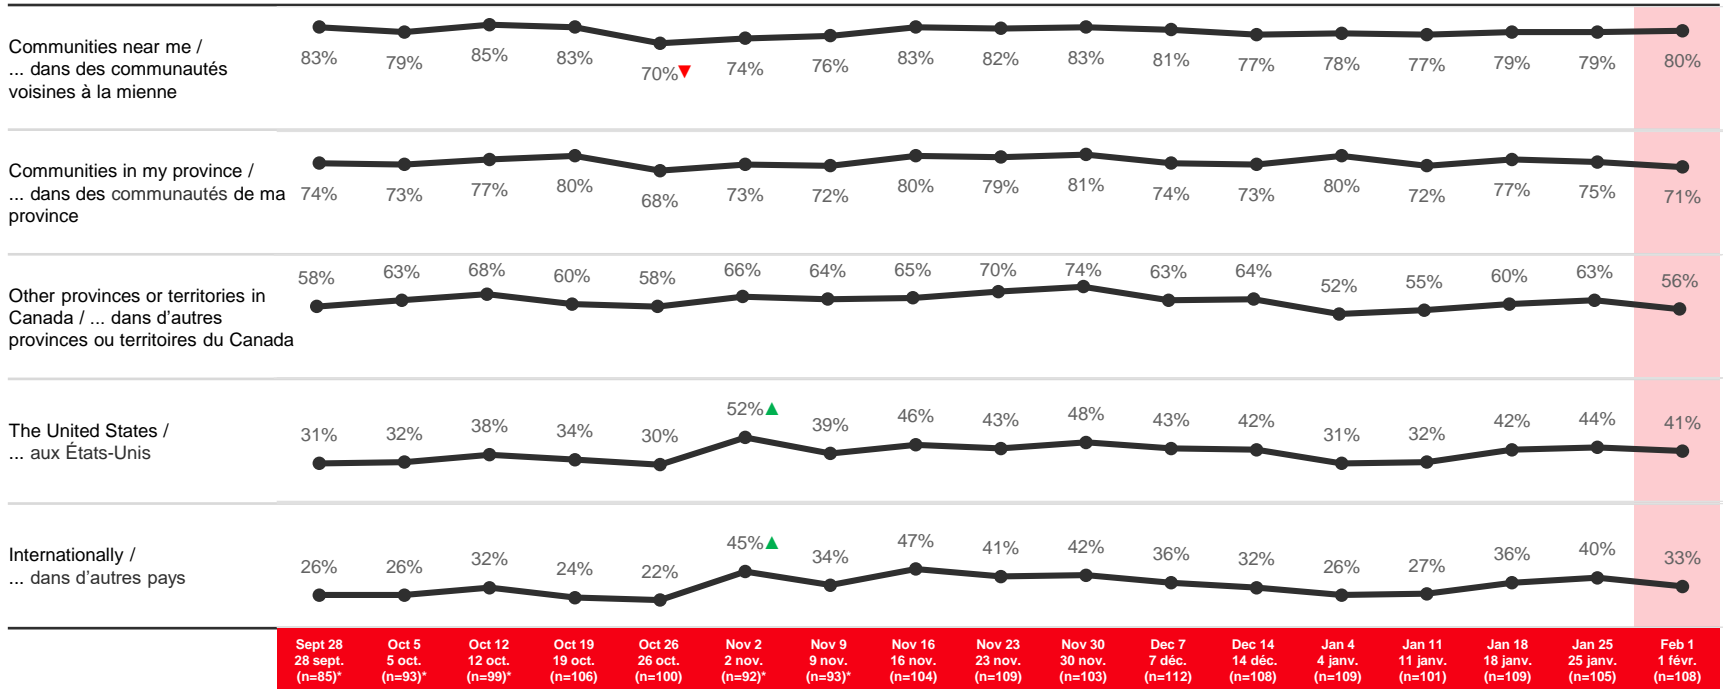 Communities near me /
... dans des communautés
voisines à la mienne
83% 79% 85% 83% 70% 74% 76% 83% 82% 83% 81% 77% 78% 77% 79% 79% 80%
Communities in my province /
... dans des communautés de ma
province
74% 73% 77% 80% 68% 73% 72% 80% 79% 81% 74% 73% 80% 72% 77% 75% 71%
Other provinces or territories in
Canada / ... dans d'autres
provinces ou territoires du Canada
58% 63% 68% 60% 58% 66% 64% 65% 70% 74% 63% 64% 52% 55% 60% 63% 56%
The United States /
... aux États-Unis
31% 32% 38% 34% 30% 52% 39% 46% 43% 48% 43% 42% 31% 32% 42% 44% 41%
Internationally /
... dans d'autres pays
26% 26% 32% 24% 22% 45% 34% 47% 41% 42% 36% 32% 26% 27% 36% 40% 33%
Sept 28 Oct 5 Oct 12 Oct 19 Oct 26 Nov 2 Nov 9 Nov 16 Nov 23 Nov 30 Dec 7 Dec 14 Jan 4 Jan 11 Jan 18 Jan 25 Feb 1
28 sept. 5 oct. 12 oct. 19 oct. 26 oct. 2 nov. 9 nov. 16 nov. 23 nov. 30 nov. 7 déc. 14 déc. 4 janv. 11 janv. 18 janv. 25 janv. 1 févr.
(n=85)* (n=93)* (n=99)* (n=106) (n=100) (n=92)* (n=93)* (n=104) (n=109) (n=103) (n=112) (n=108) (n=109) (n=101) (n=109) (n=105) (n=108)